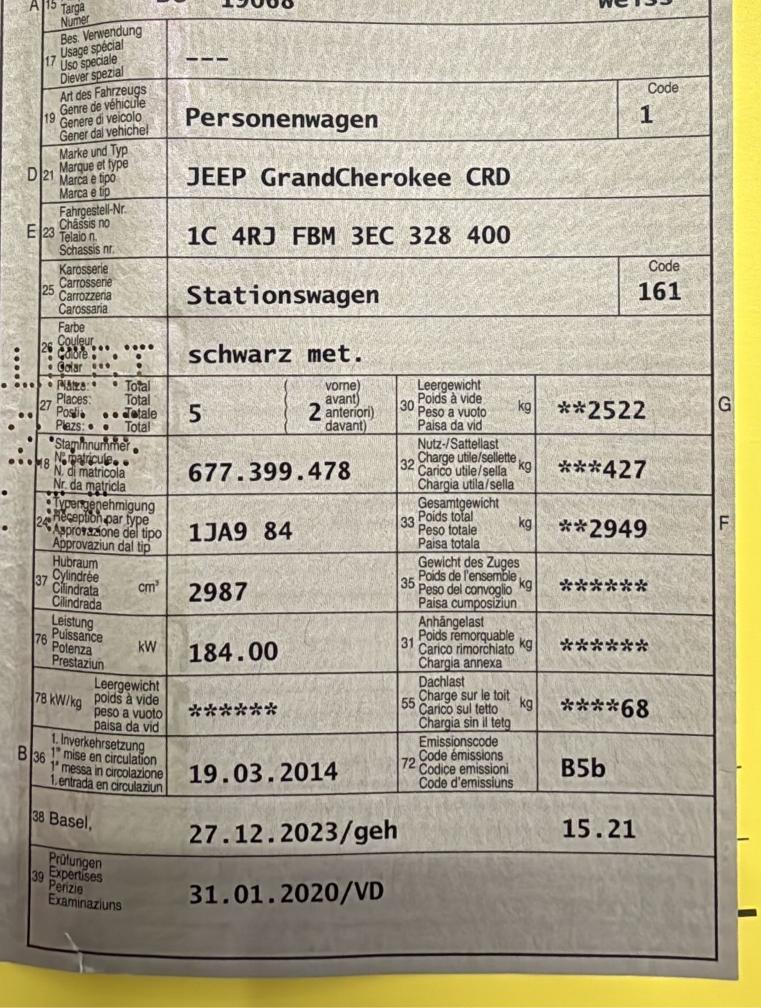 A 15 Targa
Numer
17 Bes. Verwendung
Usage spécial
Uso speciale
Diever spezial
---
19 Art des Fahrzeugs
Genre de véhicule
Genere di veicolo
Gener dal vehichel
Personenwagen
Code
1
D 21 Marke und Typ
Marque et type
Marca e tipo
Marca e tip
JEEP GrandCherokee CRD
E 23 Fahrgestell-Nr.
Châssis no
Telaio n.
Schassis nr.
1C 4RJ FBM 3EC 328 400
25 Karosserie
Carrosserie
Carrozzeria
Carossaria
Stationswagen
Code
161
26 Farbe
Couleur
Colore
Colur
schwarz met.
27 Plätze: Total
Places: Total
Posti: Totale
Plazs: Total
5
2
vorne)
avant)
anteriori)
davant)
30 Leergewicht
Poids à vide
Peso a vuoto
Paisa da vid
kg
**2522
G
18 Stammnummer
N° matricule
N. di matricola
Nr. da matricla
677.399.478
32 Nutz-/Sattellast
Charge utile/sellette
Carico utile/sella
Chargia utila/sella
kg
***427
24 Typengenehmigung
Réception par type
Approvazione del tipo
Approvaziun dal tip
1JA9 84
33 Gesamtgewicht
Poids total
Peso totale
Paisa totala
kg
**2949
F
37 Hubraum
Cylindrée
Cilindrata
Cilindrada
cm³
2987
35 Gewicht des Zuges
Poids de l'ensemble
Peso del convoglio
Paisa cumposiziun
kg
******
76 Leistung
Puissance
Potenza
Prestaziun
kW
184.00
31 Anhängelast
Poids remorquable
Carico rimorchiato
Chargia annexa
kg
******
78 kW/kg
Leergewicht
poids à vide
peso a vuoto
paisa da vid
******
55 Dachlast
Charge sur le toit
Carico sul tetto
Chargia sin il tetg
kg
****68
B 36 1. Inverkehrsetzung
1re mise en circulation
1a messa in circolazione
1. entrada en circulaziun
19.03.2014
72 Emissionscode
Code émissions
Codice emissioni
Code d'emissiuns
B5b
38 Basel,
27.12.2023/geh
15.21
39 Prüfungen
Expertises
Perizie
Examinaziuns
31.01.2020/VD